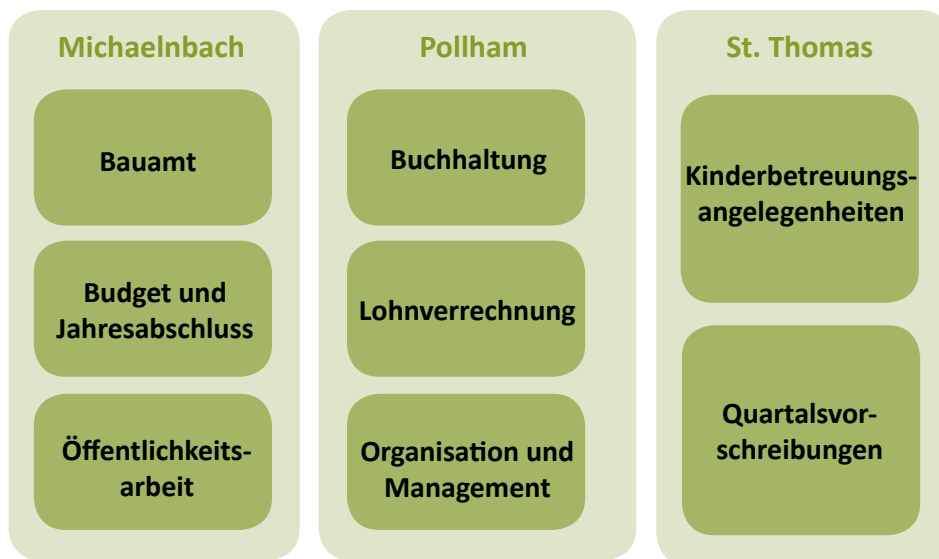 Michaelnbach
Bauamt
Budget und
Jahresabschluss
Öffentlichkeits-
arbeit
Pollham
Buchhaltung
Lohnverrechnung
Organisation und
Management
St. Thomas
Kinderbetreuungs-
angelegenheiten
Quartalsvor-
schreibungen